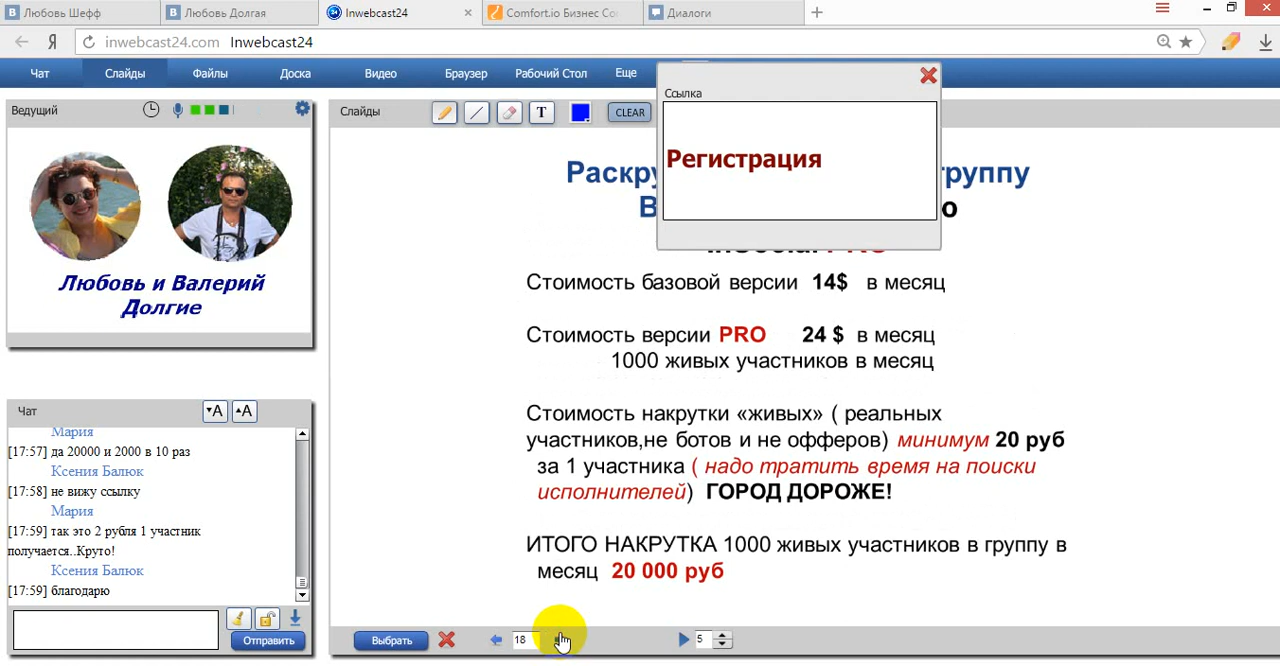 Любовь Шефф
Любовь Долгая
Inwebcast24
Comfort.io Бизнес Со
Диалоги
Я
inwebcast24.com Inwebcast24
Чат
Слайды
Файлы
Доска
Видео
Браузер
Рабочий Стол
Еще
Ведущий
Любовь и Валерий
Долгие
Чат
▾A ▴A
Мария
[17:57] да 20000 и 2000 в 10 раз
Ксения Балюк
[17:58] не вижу ссылку
Мария
[17:59] так это 2 рубля 1 участник
получается..Круто!
Ксения Балюк
[17:59] благодарю
Отправить
Слайды
T
CLEAR
Ссылка
Регистрация
Раскру
группу
В
о
Стоимость базовой версии 14$ в месяц
Стоимость версии PRO 24 $ в месяц
1000 живых участников в месяц
Стоимость накрутки «живых» ( реальных
участников,не ботов и не офферов) минимум 20 руб
за 1 участника ( надо тратить время на поиски
исполнителей) ГОРОД ДОРОЖЕ!
ИТОГО НАКРУТКА 1000 живых участников в группу в
месяц 20 000 руб
Выбрать
18
5